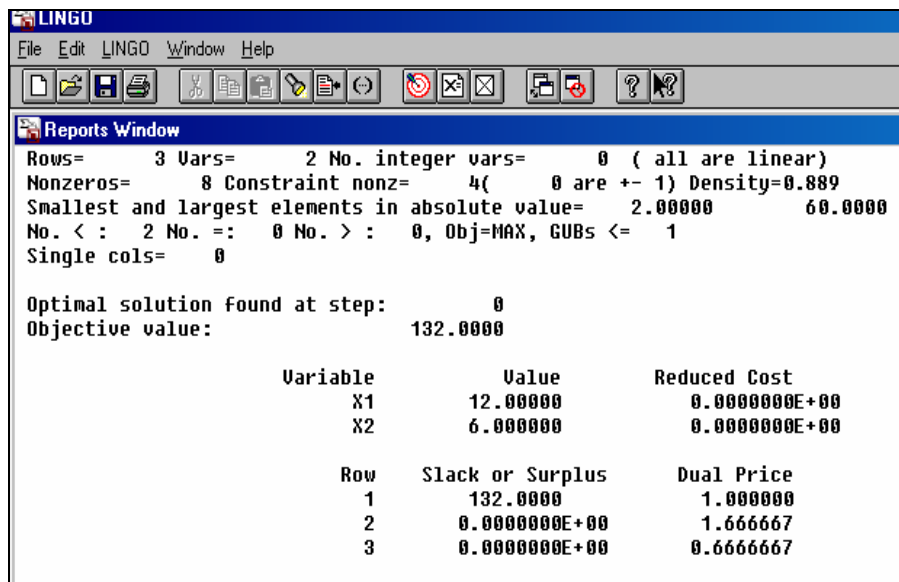 LINGO
File Edit LINGO Window Help
Reports Window
Rows= 3 Vars= 2 No. integer vars= 0 ( all are linear)
Nonzeros= 8 Constraint nonz= 4( 0 are +- 1) Density=0.889
Smallest and largest elements in absolute value= 2.00000 60.0000
No. < : 2 No. =: 0 No. > : 0, Obj=MAX, GUBs <= 1
Single cols= 0
Optimal solution found at step: 0
Objective value: 132.0000
Variable Value Reduced Cost
X1 12.00000 0.0000000E+00
X2 6.000000 0.0000000E+00
Row Slack or Surplus Dual Price
1 132.0000 1.000000
2 0.0000000E+00 1.666667
3 0.0000000E+00 0.6666667